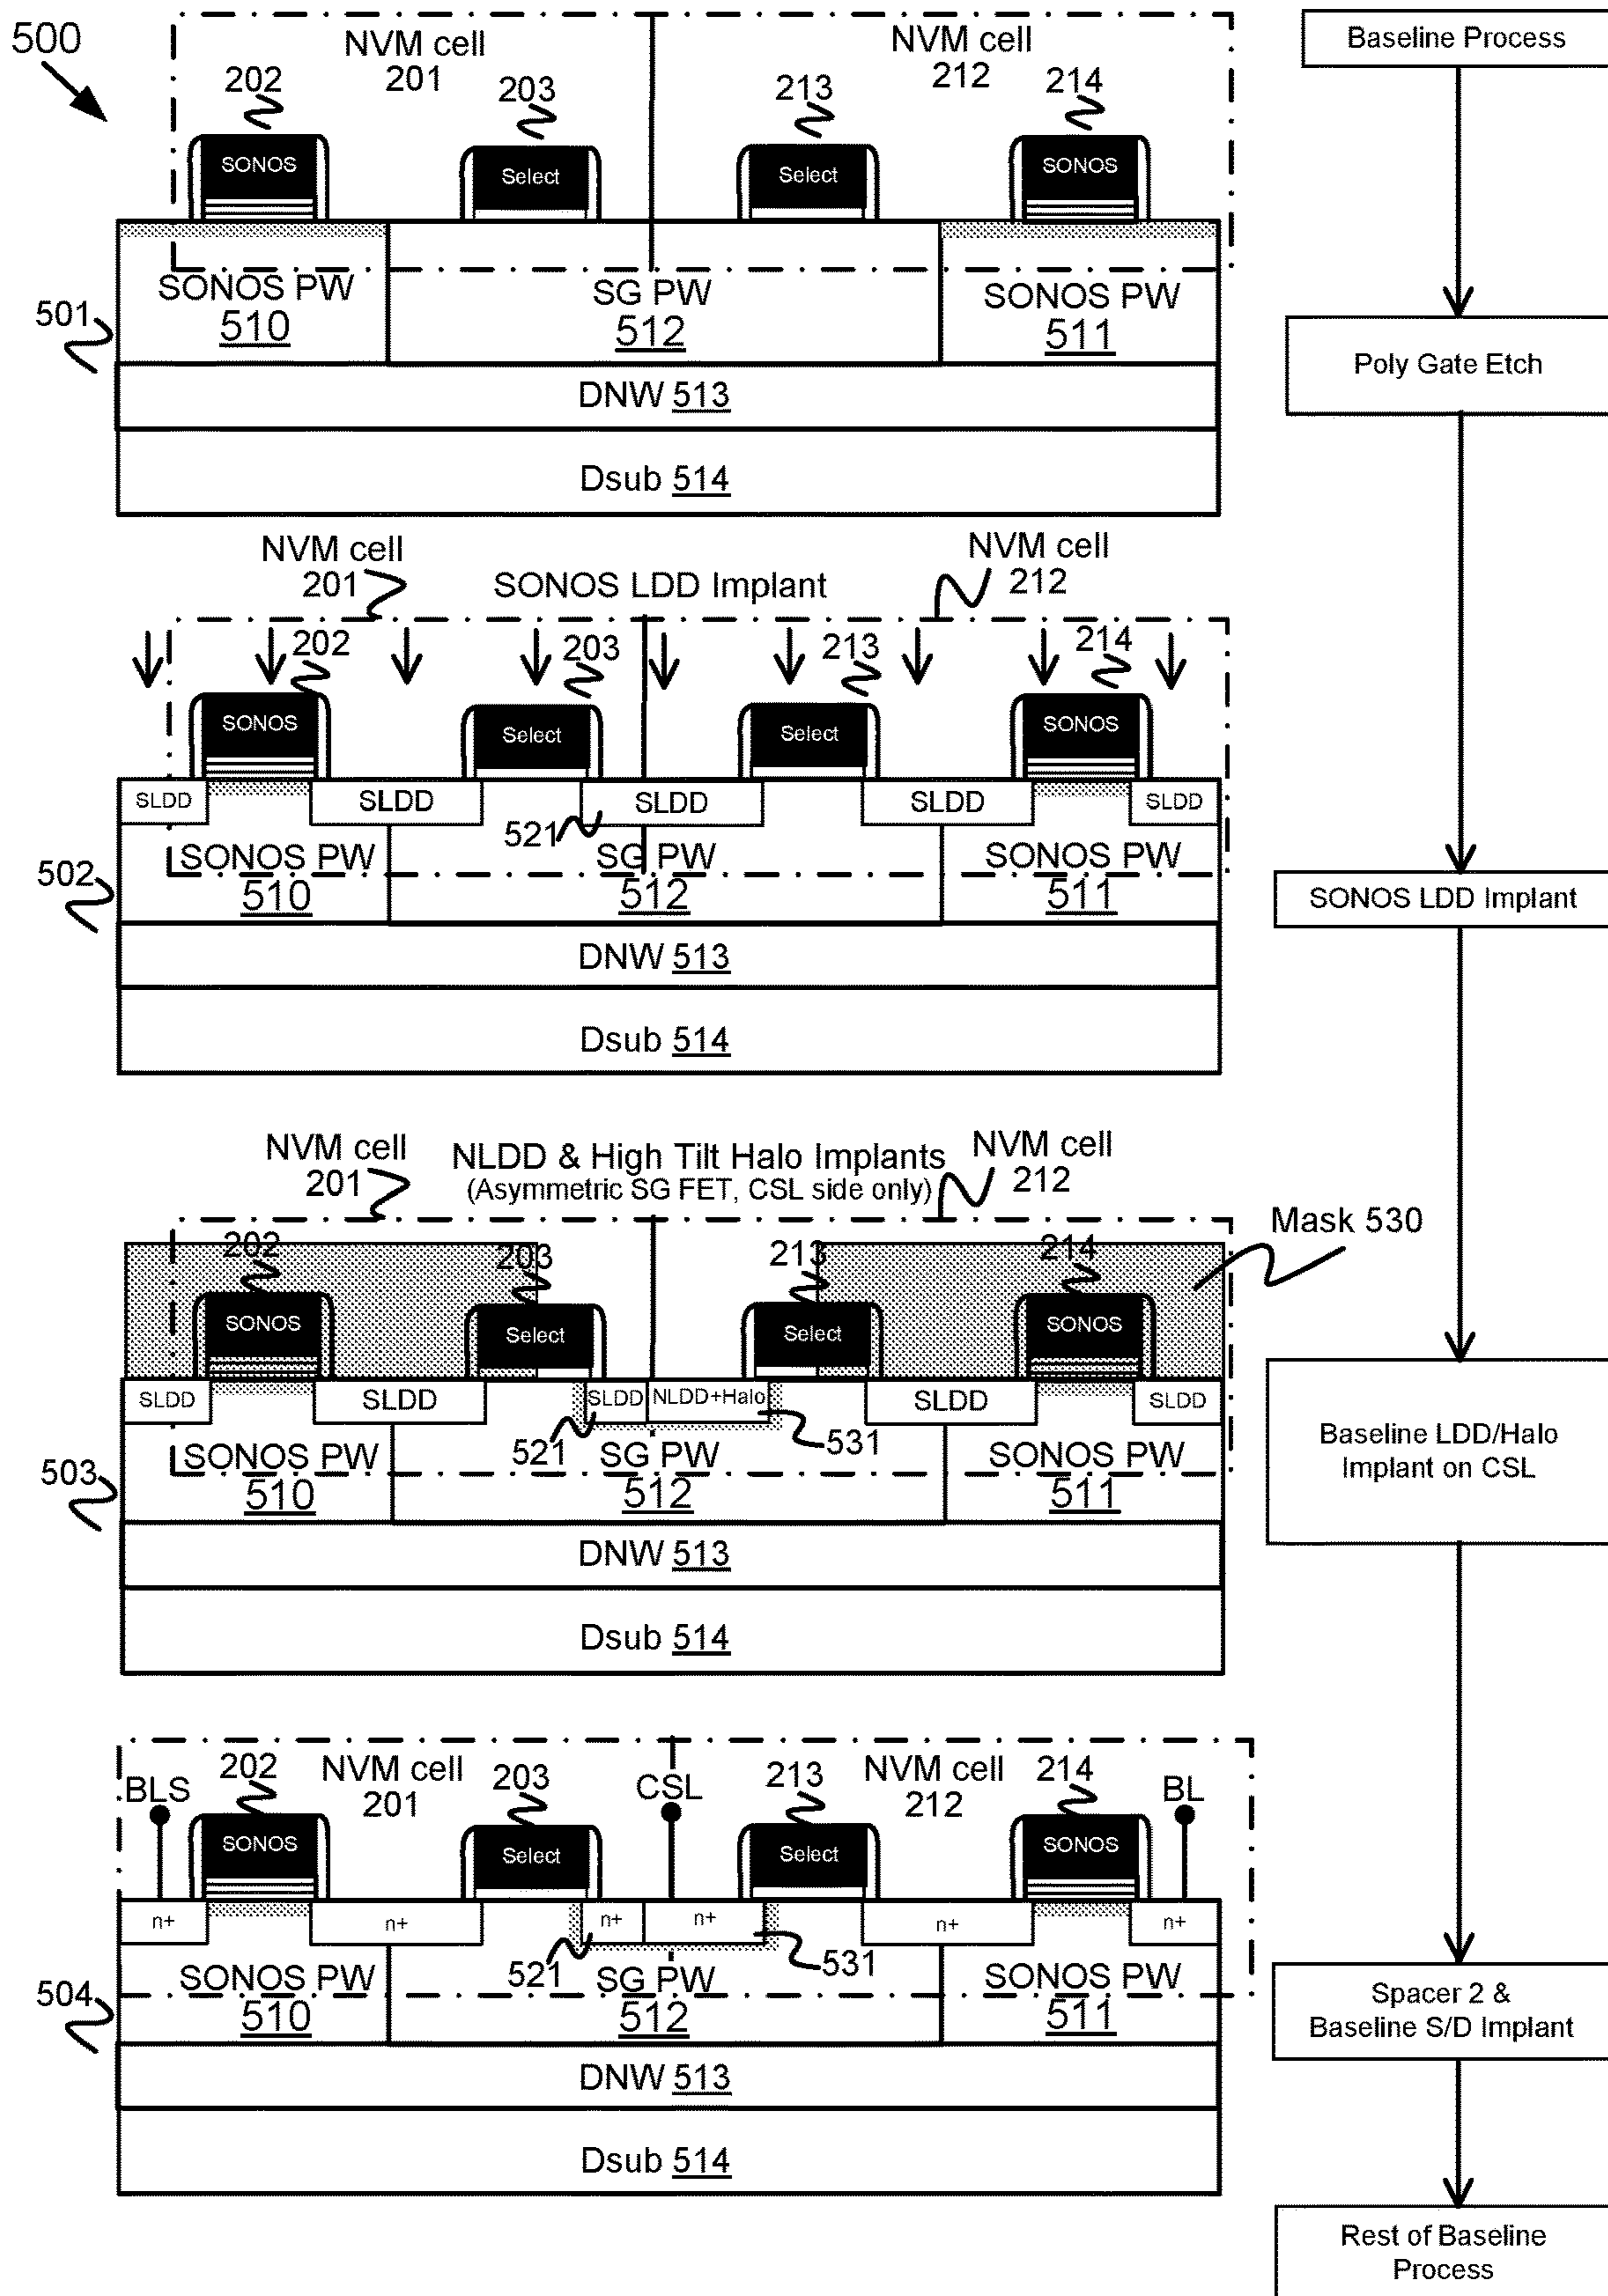 500
NVM cell
201
NVM cell
212
202
203
213
214
SONOS
Select
Select
SONOS
SONOS PW
510
SG PW
512
SONOS PW
511
501
DNW 513
Dsub 514
NVM cell
201
SONOS LDD Implant
NVM cell
212
202
203
213
214
SONOS
Select
Select
SONOS
SLDD
SLDD
SLDD
SLDD
SLDD
521
SONOS PW
510
SG PW
512
SONOS PW
511
502
DNW 513
Dsub 514
NVM cell
201
NLDD & High Tilt Halo Implants
(Asymmetric SG FET, CSL side only)
NVM cell
212
Mask 530
202
203
213
214
SONOS
Select
Select
SONOS
SLDD
SLDD
SLDD
NLDD+Halo
SLDD
SLDD
521
531
SONOS PW
510
SG PW
512
SONOS PW
511
503
DNW 513
Dsub 514
BLS
202
NVM cell
201
203
CSL
213
NVM cell
212
214
BL
SONOS
Select
Select
SONOS
n+
n+
n+
n+
n+
n+
521
531
SONOS PW
510
SG PW
512
SONOS PW
511
504
DNW 513
Dsub 514
Baseline Process
Poly Gate Etch
SONOS LDD Implant
Baseline LDD/Halo
Implant on CSL
Spacer 2 &
Baseline S/D Implant
Rest of Baseline
Process